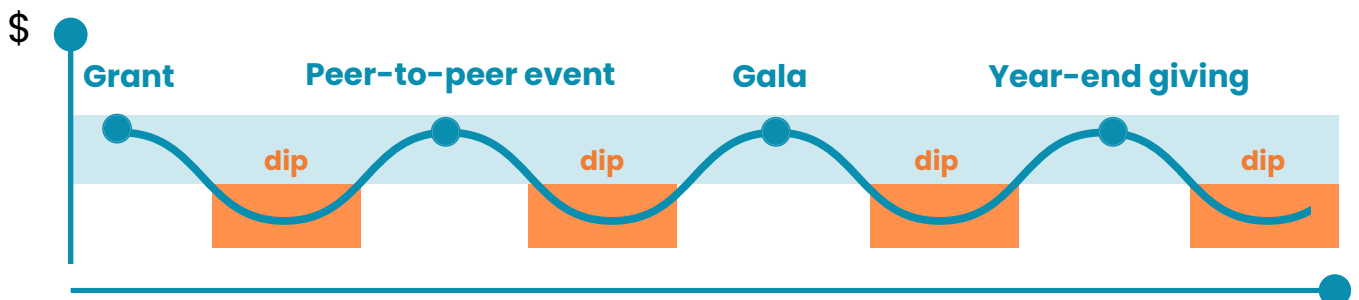 $
Grant
Peer-to-peer event
Gala
Year-end giving
dip
dip
dip
dip